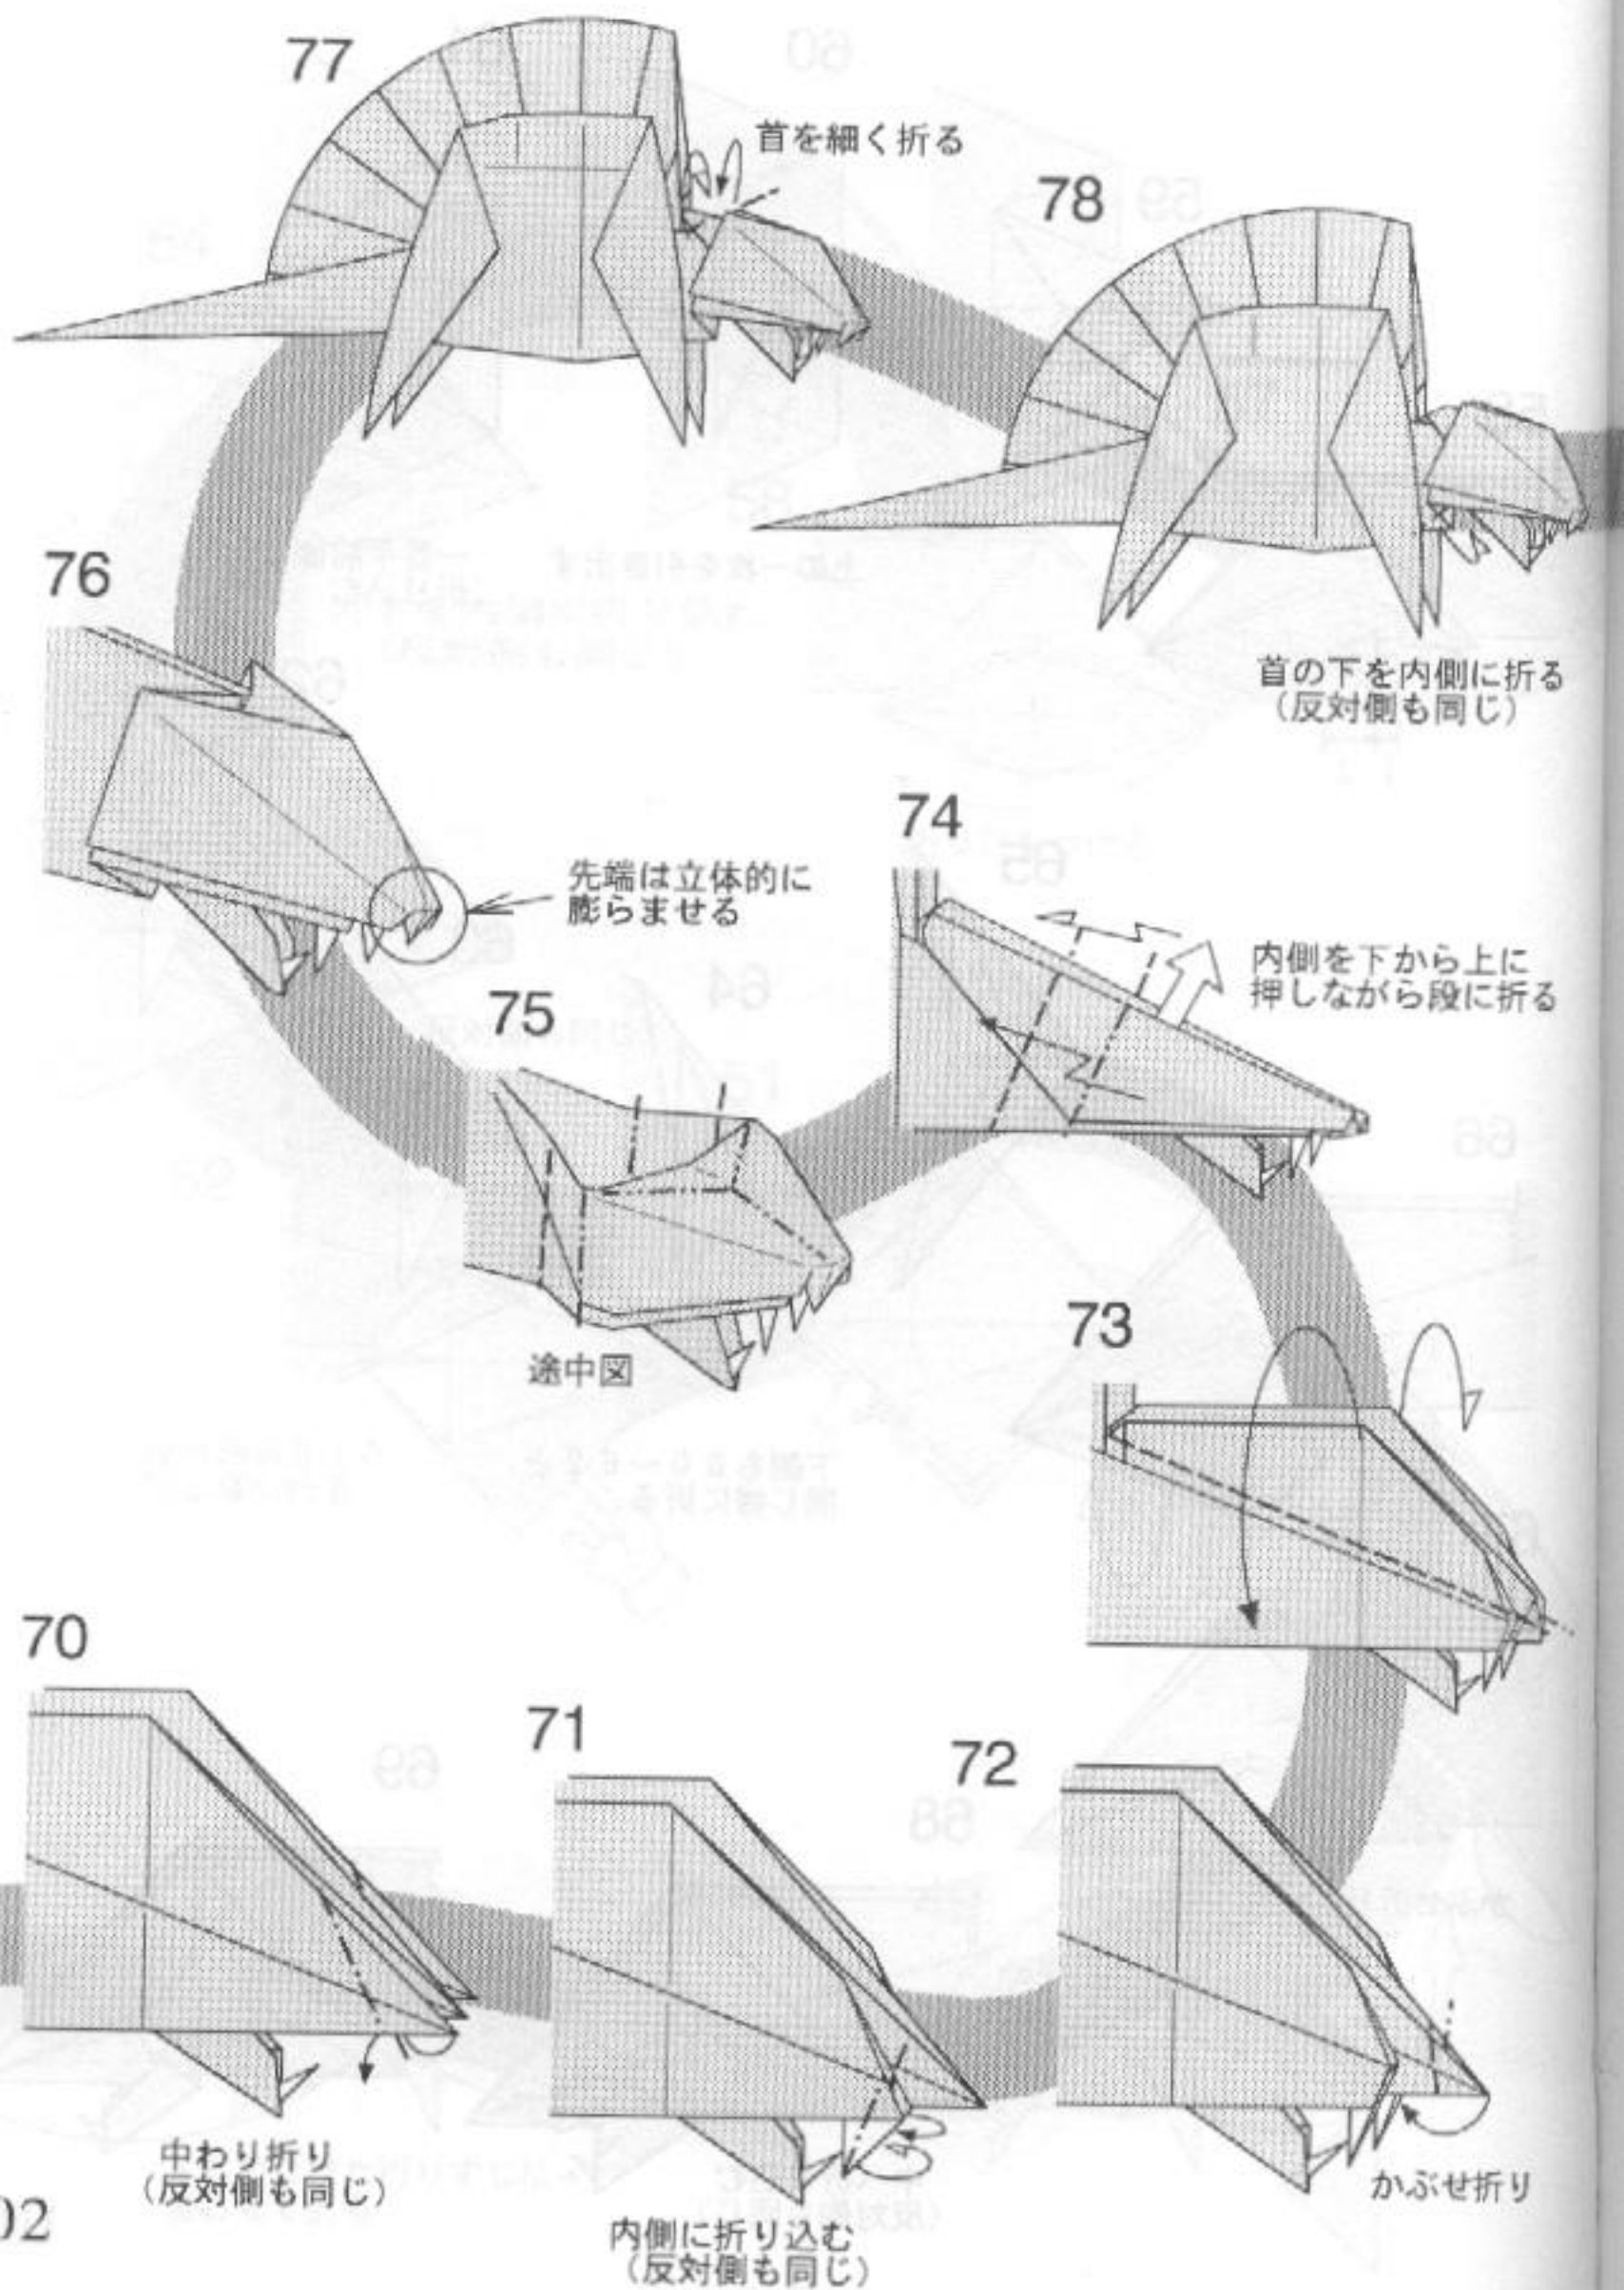 77
首を細く折る
78
首の下を内側に折る
（反対側も同じ）
76
先端は立体的に
膨らませる
74
内側を下から上に
押しながら段に折る
75
途中図
73
70
中わり折り
（反対側も同じ）
71
内側に折り込む
（反対側も同じ）
72
かぶせ折り
02